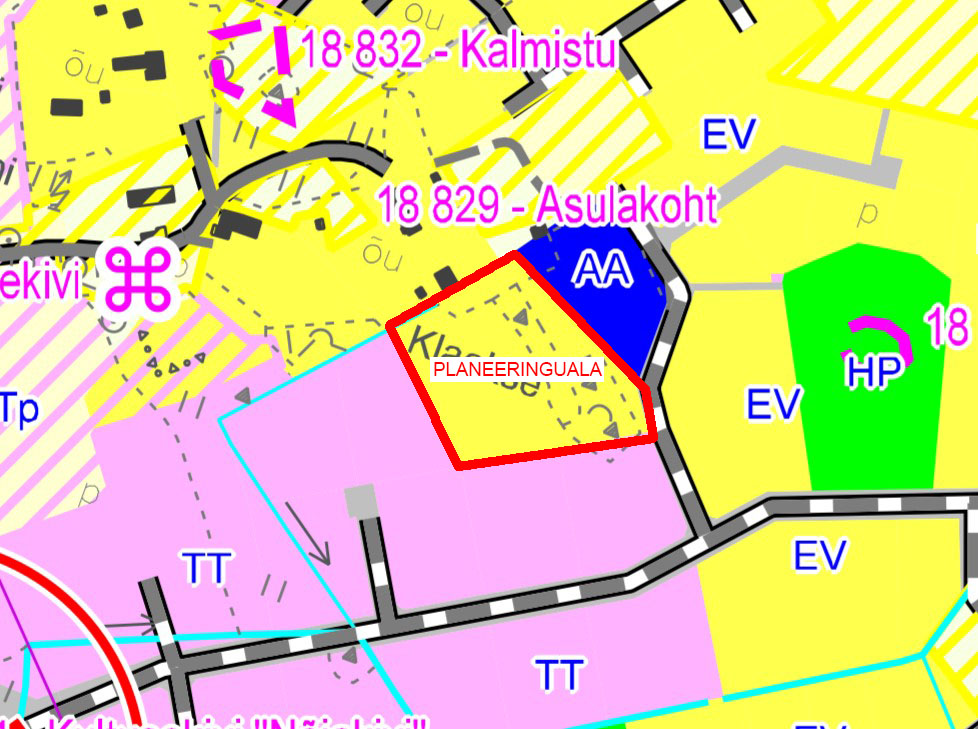 õu
18 832 - Kalmistu
õu
EV
18 829 - Asulakoht
p
õu
AA
ekivi
18
PLANEERINGUALA
HP
Tp
EV
p
EV
TT
TT
EV